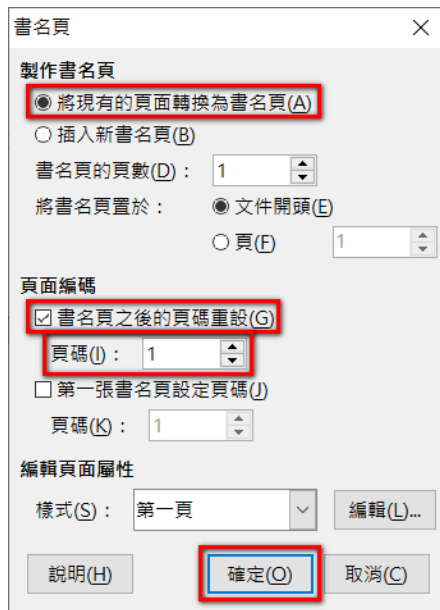 書名頁
製作書名頁
將現有的頁面轉換為書名頁(A)
插入新書名頁(B)
書名頁的頁數(D)： 1
將書名頁置於： 文件開頭(E)
頁(F) 1
頁面編碼
書名頁之後的頁碼重設(G)
頁碼(I)： 1
第一張書名頁設定頁碼(J)
頁碼(K)： 1
編輯頁面屬性
樣式(S)： 第一頁 編輯(L)...
說明(H) 確定(O) 取消(C)